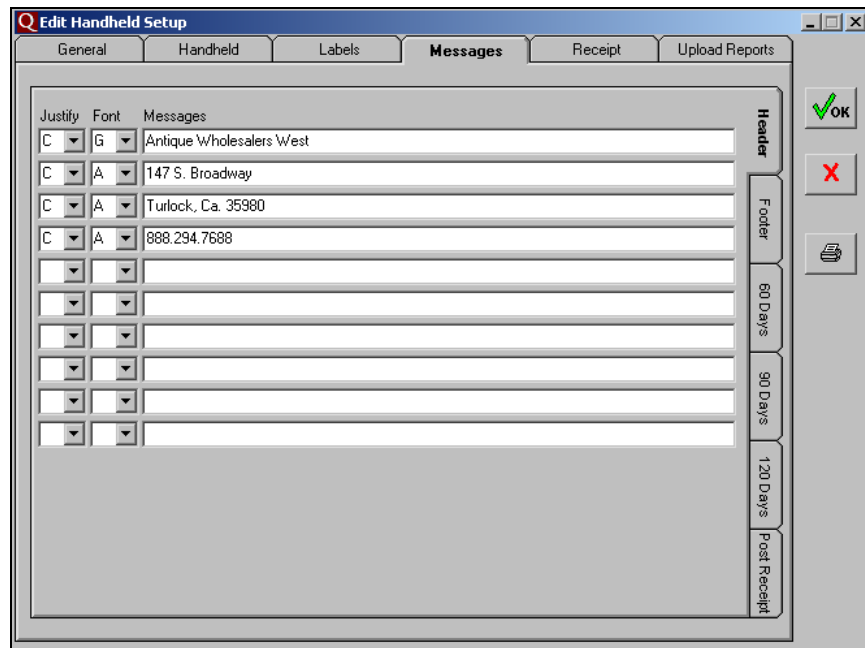 Q Edit Handheld Setup
General Handheld Labels Messages Receipt Upload Reports
Justify Font Messages
C G Antique Wholesalers West
C A 147 S. Broadway
C A Turlock, Ca. 35980
C A 888.294.7688
Header
Footer
60 Days
90 Days
120 Days
Post Receipt
OK
X